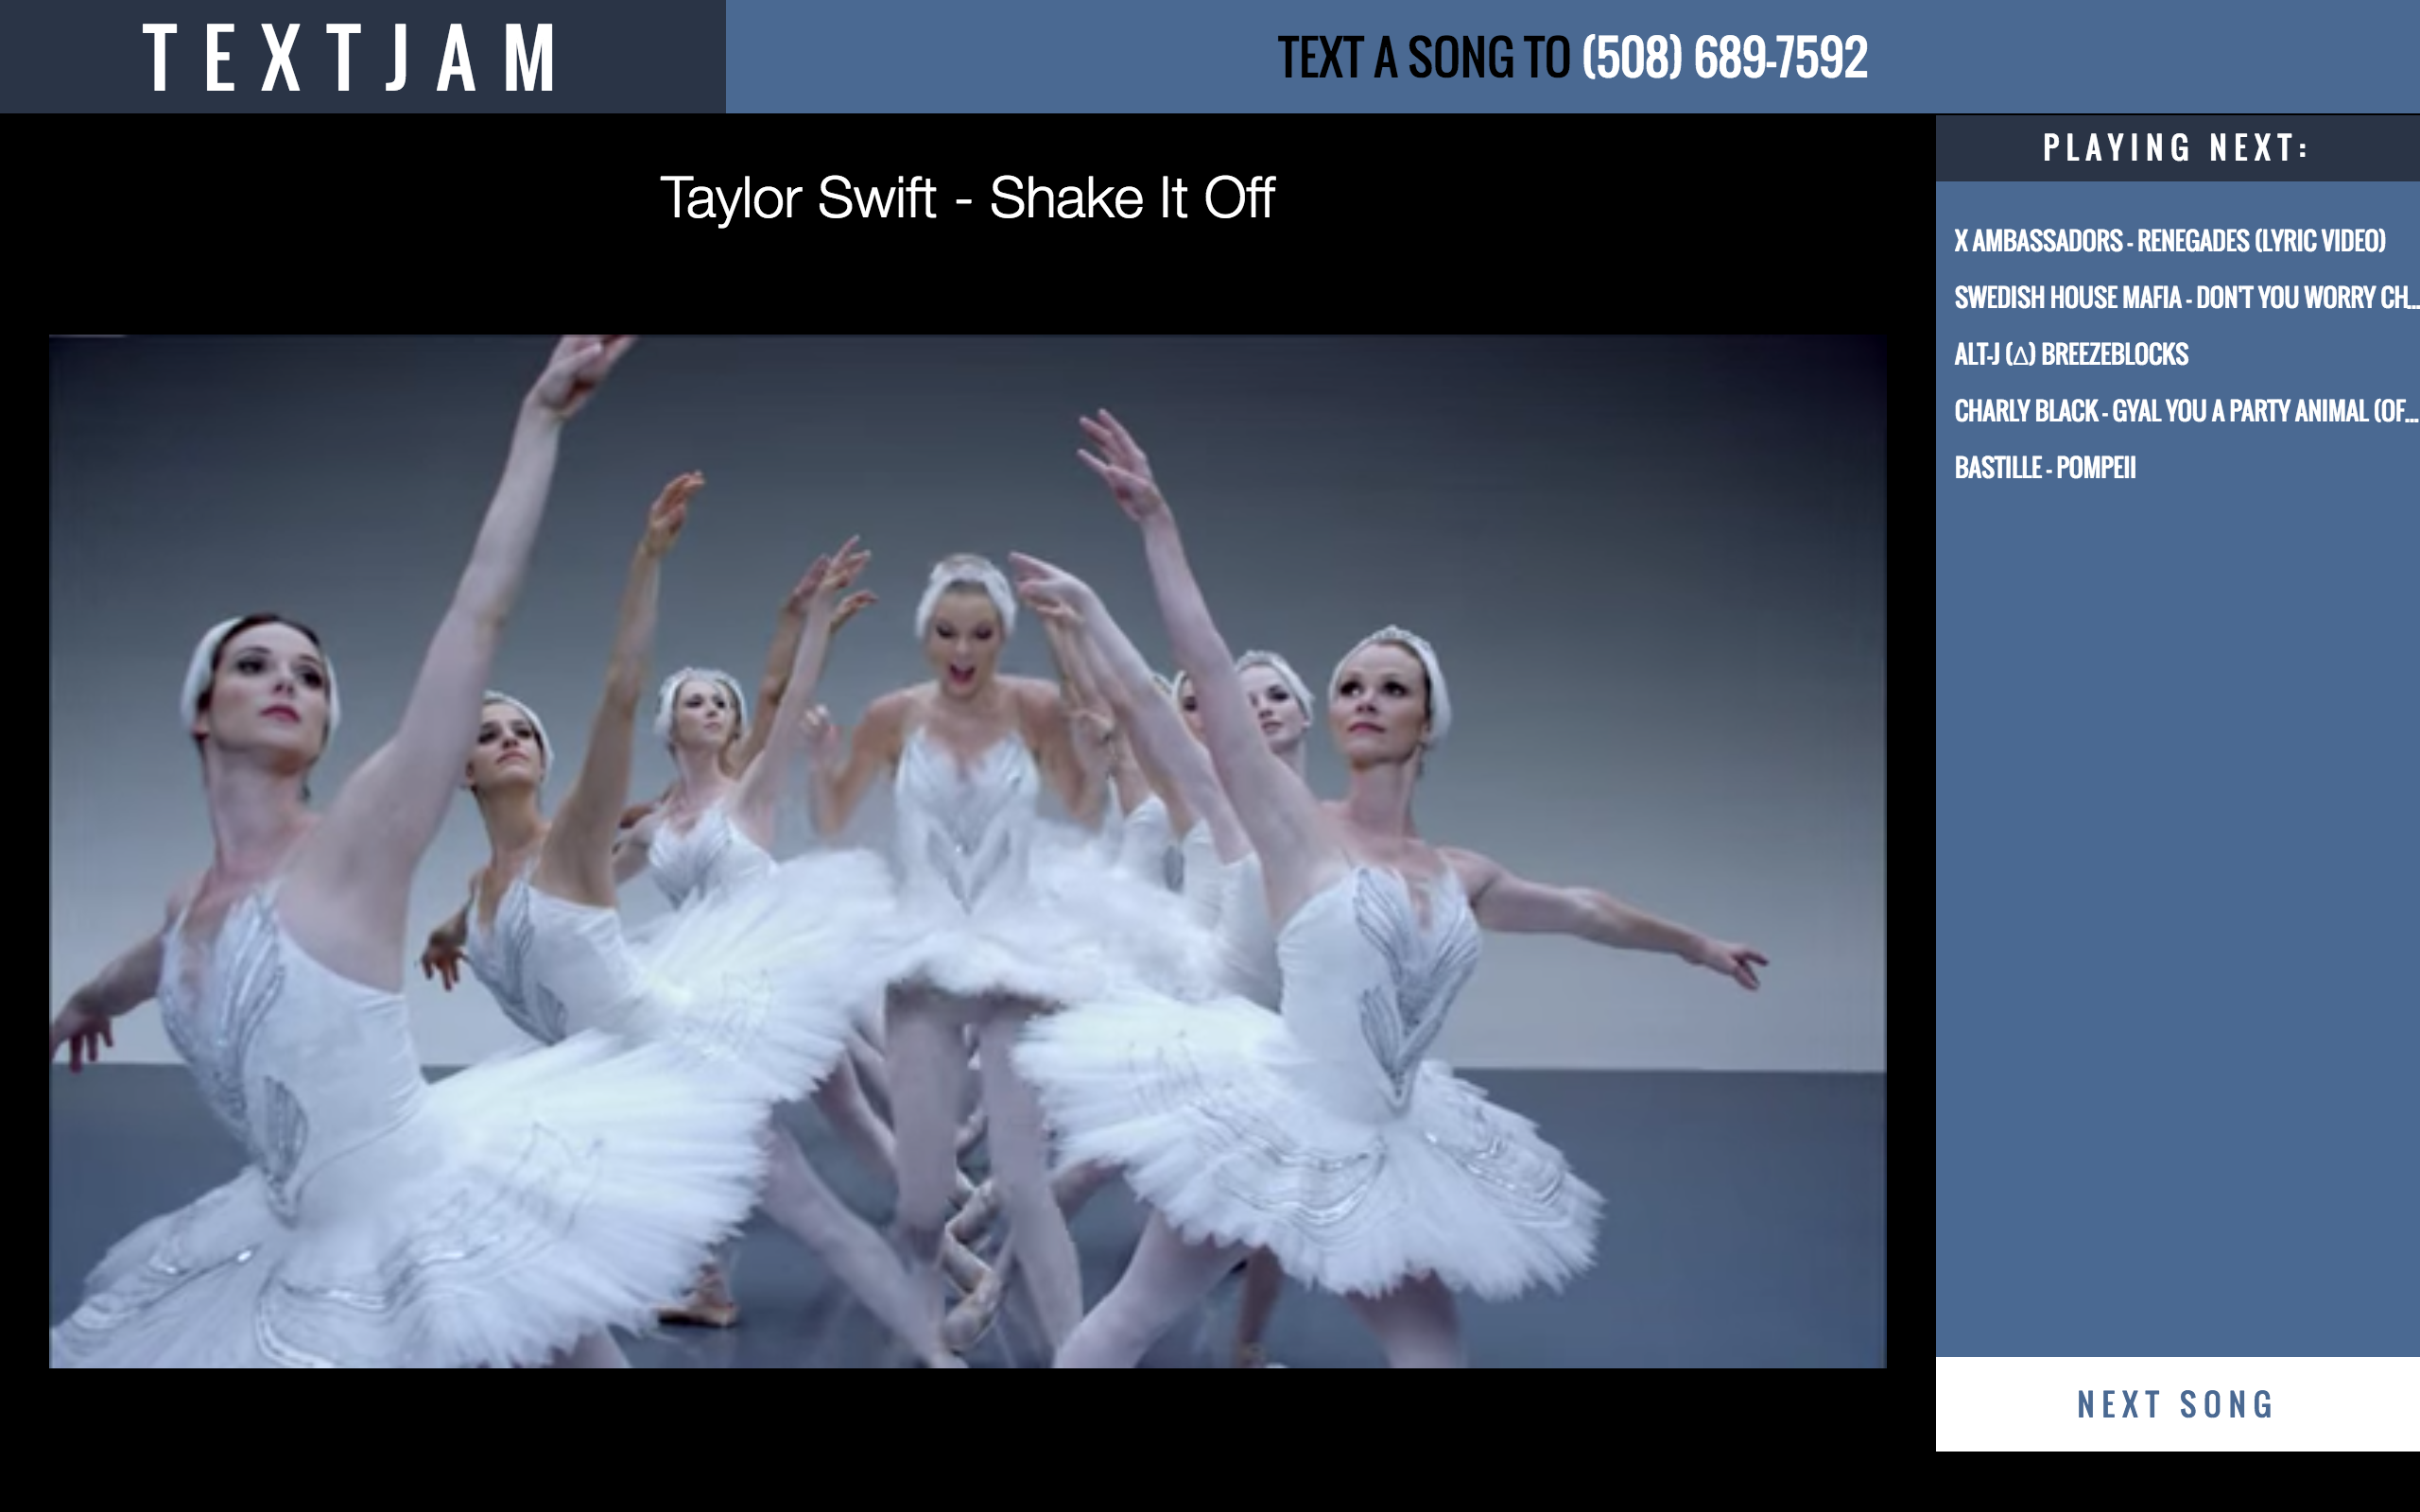 TEXTJAM
TEXT A SONG TO (508) 689-7592
Taylor Swift - Shake It Off
PLAYING NEXT:
X AMBASSADORS - RENEGADES (LYRIC VIDEO)
SWEDISH HOUSE MAFIA - DON'T YOU WORRY CH...
ALT-J (∆) BREEZEBLOCKS
CHARLY BLACK - GYAL YOU A PARTY ANIMAL (OF...
BASTILLE - POMPEII
NEXT SONG